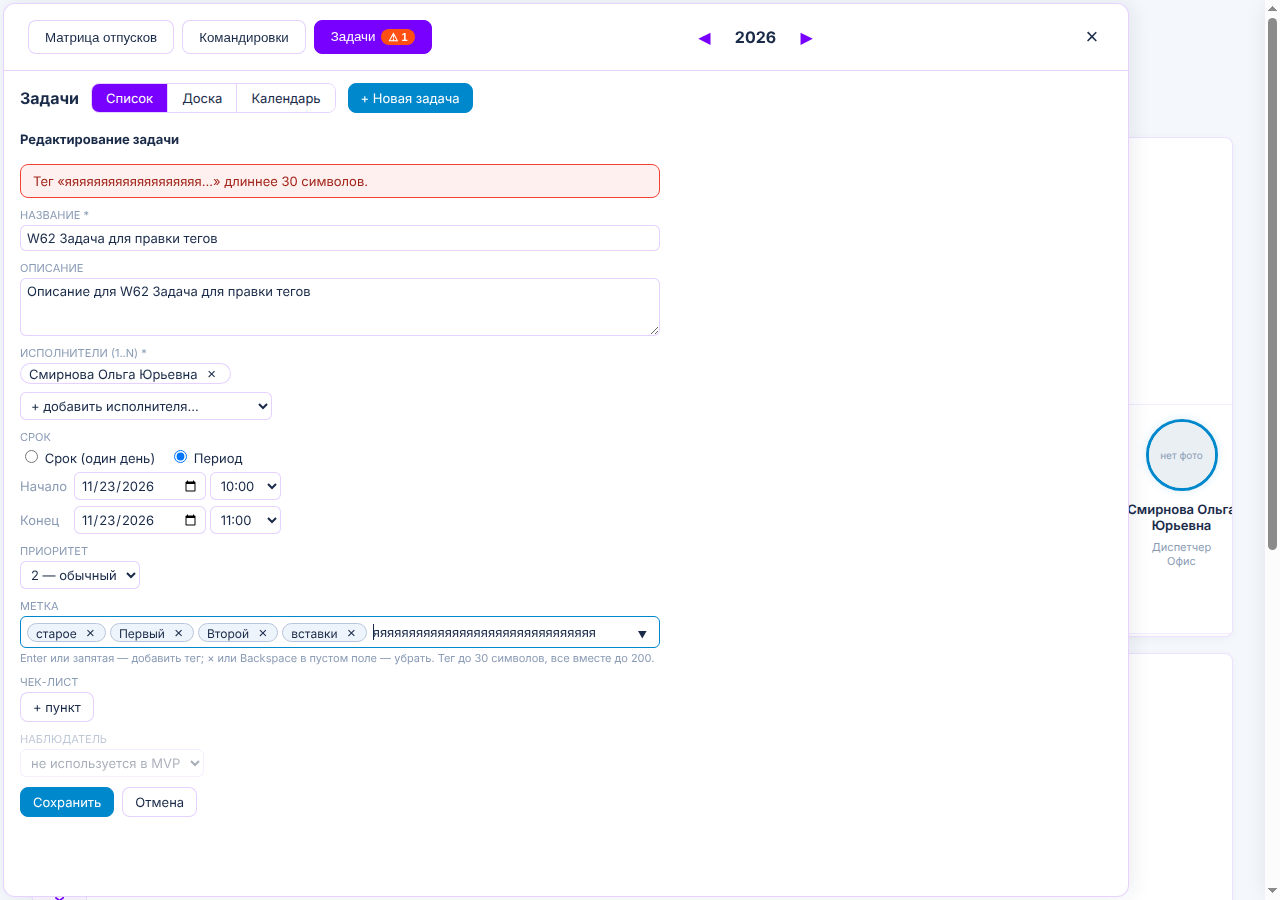 Матрица отпусков Командировки Задачи ⚠ 1 ◀ 2026 ▶ ×
Задачи Список Доска Календарь + Новая задача
Редактирование задачи
Тег «яяяяяяяяяяяяяяяяяяя…» длиннее 30 символов.
НАЗВАНИЕ *
W62 Задача для правки тегов
ОПИСАНИЕ
Описание для W62 Задача для правки тегов
ИСПОЛНИТЕЛИ (1..N) *
Смирнова Ольга Юрьевна ×
+ добавить исполнителя...
СРОК
Срок (один день) Период
Начало 11/23/2026 10:00
Конец 11/23/2026 11:00
ПРИОРИТЕТ
2 — обычный
МЕТКА
старое × Первый × Второй × вставки × яяяяяяяяяяяяяяяяяяяяяяяяяяяяяяя ▼
Enter или запятая — добавить тег; × или Backspace в пустом поле — убрать. Тег до 30 символов, все вместе до 200.
ЧЕК-ЛИСТ
+ пункт
НАБЛЮДАТЕЛЬ
не используется в MVP
Сохранить Отмена
нет фото
Смирнова Ольга
Юрьевна
Диспетчер
Офис